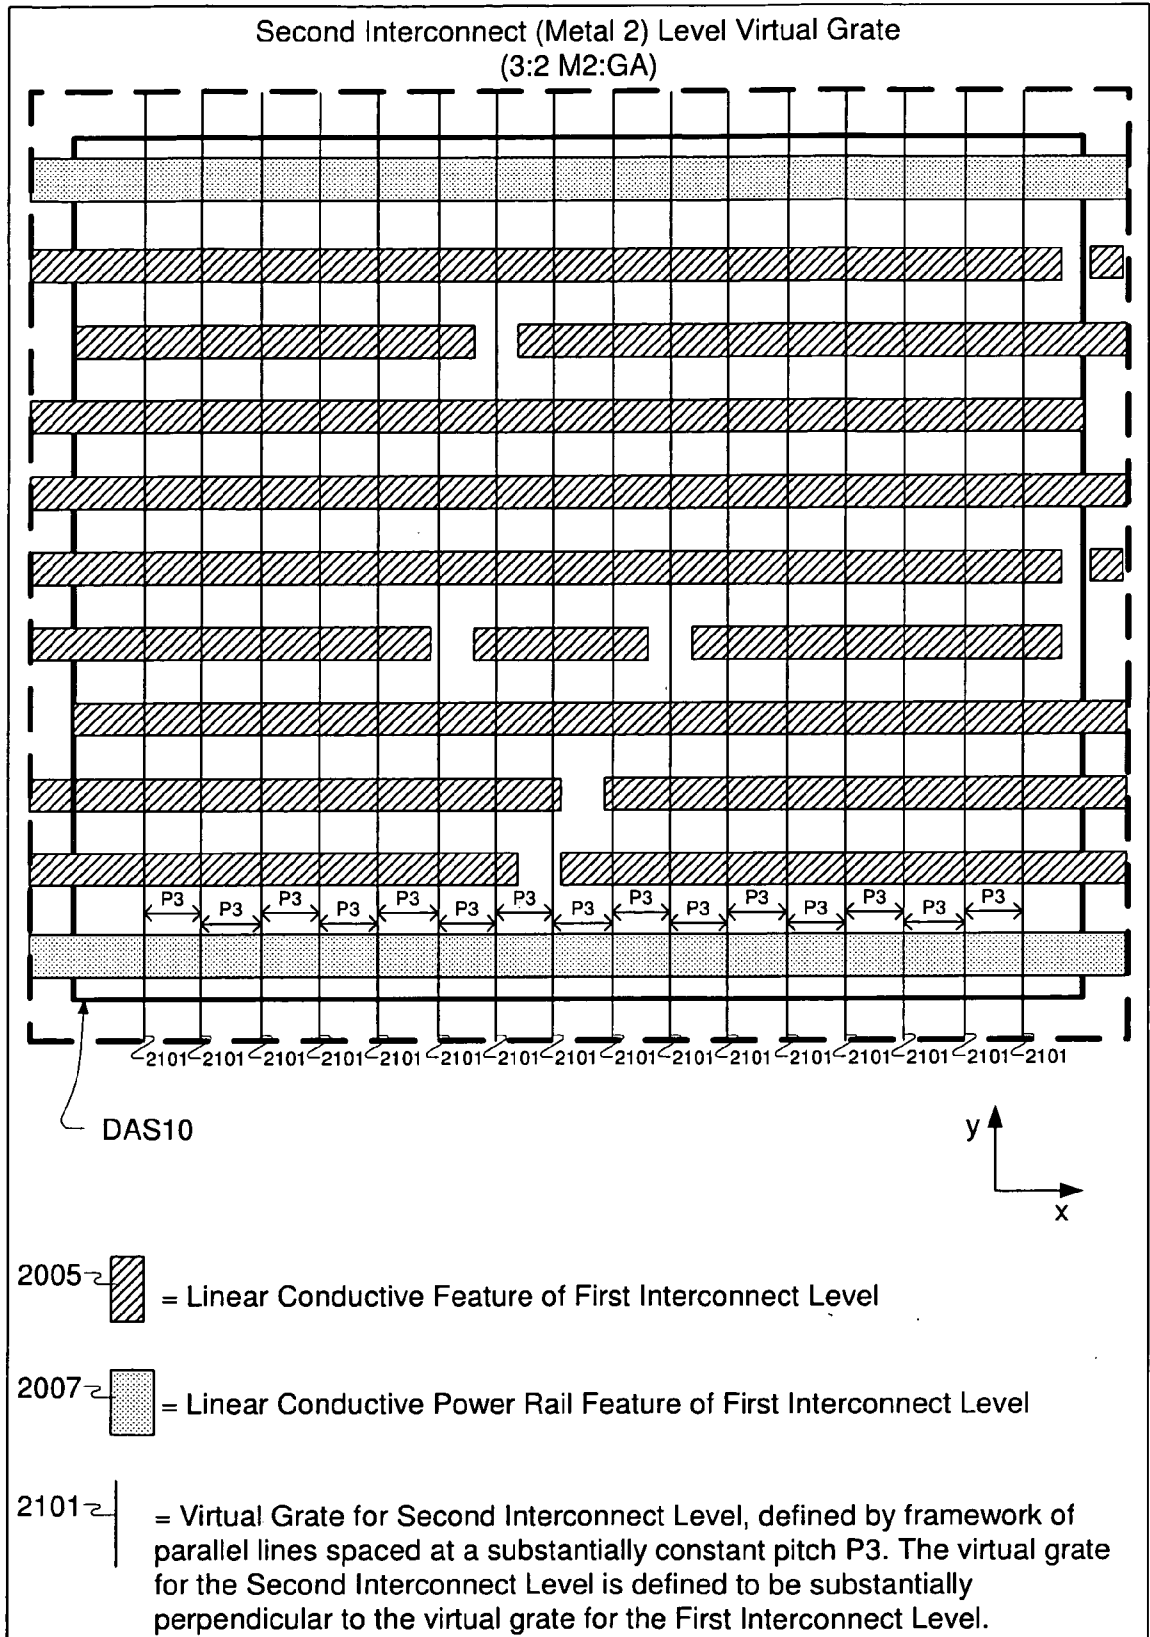 Second Interconnect (Metal 2) Level Virtual Grate
(3:2 M2:GA)
P3 P3 P3 P3 P3 P3 P3 P3
P3 P3 P3 P3 P3 P3 P3
2101 2101 2101 2101 2101 2101 2101 2101 2101 2101 2101 2101 2101 2101 2101 2101
DAS10
y
x
2005 = Linear Conductive Feature of First Interconnect Level
2007 = Linear Conductive Power Rail Feature of First Interconnect Level
2101 = Virtual Grate for Second Interconnect Level, defined by framework of
parallel lines spaced at a substantially constant pitch P3. The virtual grate
for the Second Interconnect Level is defined to be substantially
perpendicular to the virtual grate for the First Interconnect Level.